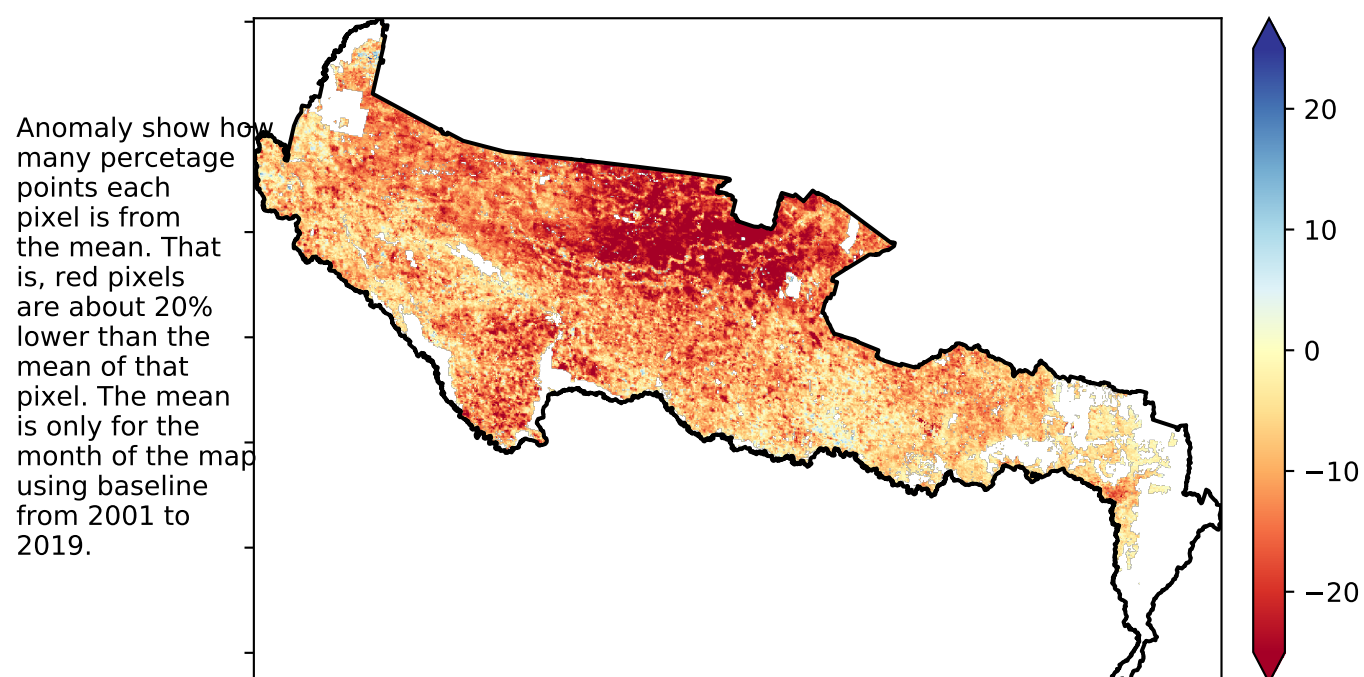 Anomaly show how
many percetage
points each
pixel is from
the mean. That
is, red pixels
are about 20%
lower than the
mean of that
pixel. The mean
is only for the
month of the map
using baseline
from 2001 to
2019.
20
10
0
−10
−20